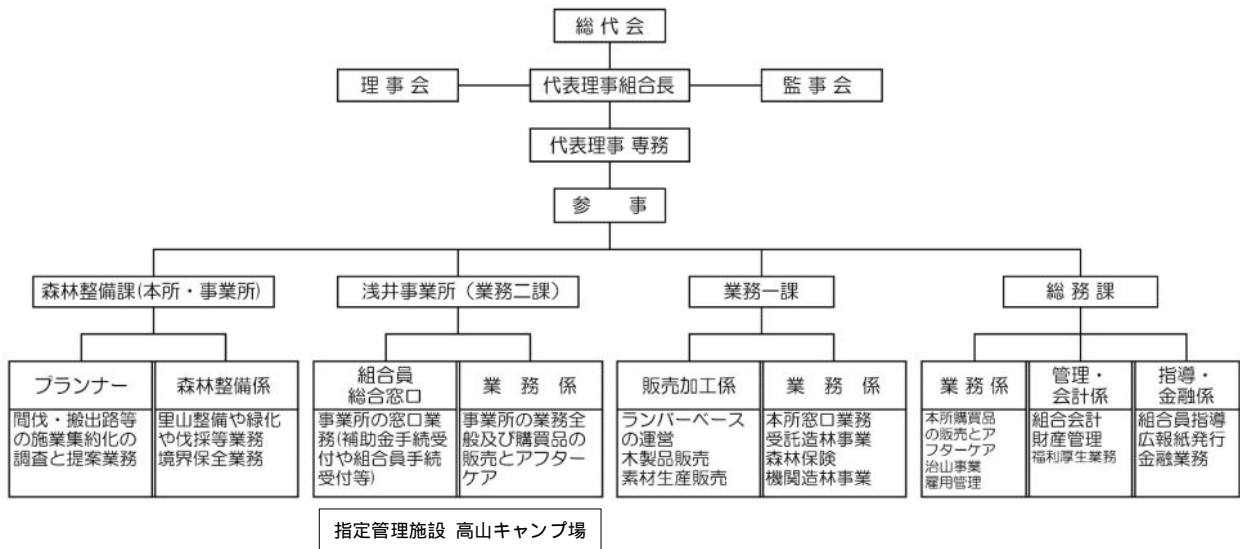 総代会
理事会
代表理事組合長
監事会
代表理事 専務
参　事
森林整備課(本所・事業所)
浅井事業所（業務二課）
業務一課
総務課
プランナー
間伐・搬出路等
の施業集約化の
調査と提案業務
森林整備係
里山整備や緑化
や伐採等業務
境界保全業務
組合員
総合窓口
事業所の窓口業
務(補助金手続受
付や組合員手続
受付等)
業務係
事業所の業務全
般及び購買品の
販売とアフター
ケア
販売加工係
ランバーベース
の運営
木製品販売
素材生産販売
業務係
本所窓口業務
受託造林事業
森林保険
機関造林事業
業務係
本所購買品
の販売とア
フターケア
治山事業
雇用管理
管理・
会計係
組合会計
財産管理
福利厚生業務
指導・
金融係
組合員指導
広報紙発行
金融業務
指定管理施設 高山キャンプ場